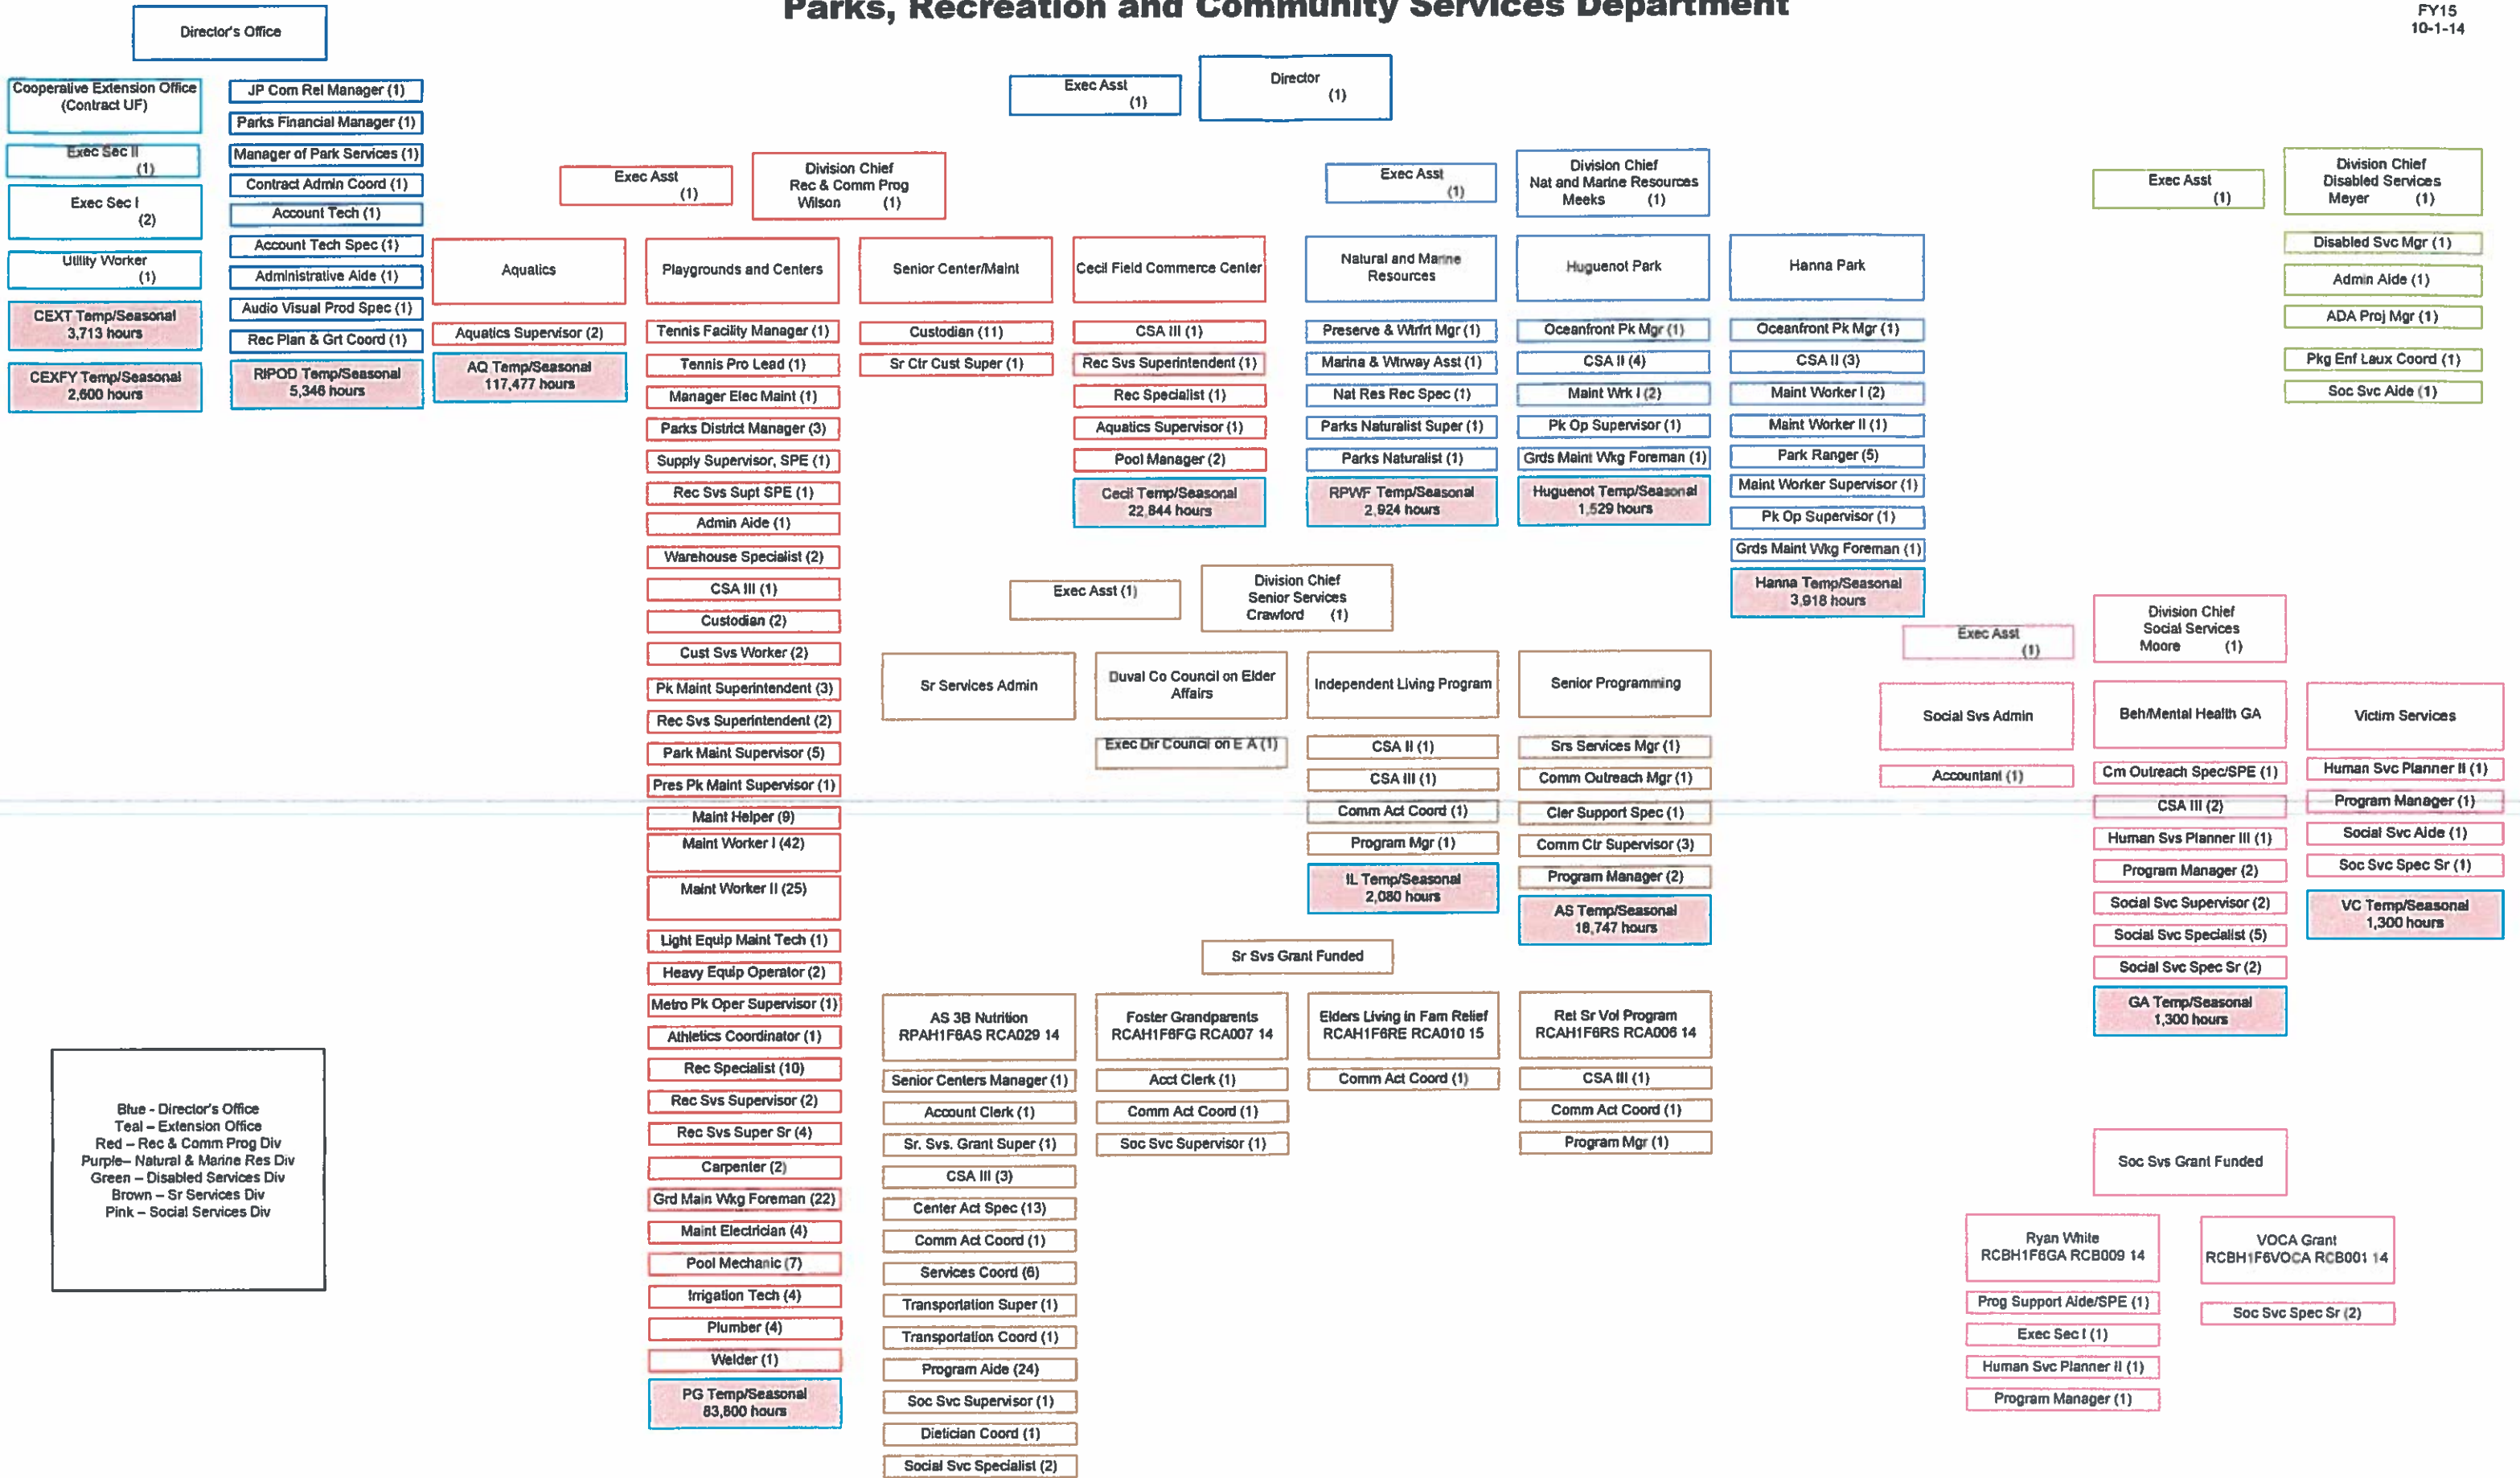 Parks, Recreation and Community Services Department
FY15
10-1-14
Director's Office
Cooperative Extension Office
(Contract UF)
Exec Sec II
(1)
Exec Sec I
(2)
Utility Worker
(1)
CEXT Temp/Seasonal
3,713 hours
CEXFY Temp/Seasonal
2,600 hours
JP Com Rel Manager (1)
Parks Financial Manager (1)
Manager of Park Services (1)
Contract Admin Coord (1)
Account Tech (1)
Account Tech Spec (1)
Administrative Aide (1)
Audio Visual Prod Spec (1)
Rec Plan & Grt Coord (1)
RIPOD Temp/Seasonal
5,346 hours
Exec Asst
(1)
Director
(1)
Exec Asst
(1)
Division Chief
Rec & Comm Prog
Wilson (1)
Aquatics
Aquatics Supervisor (2)
AQ Temp/Seasonal
117,477 hours
Playgrounds and Centers
Tennis Facility Manager (1)
Tennis Pro Lead (1)
Manager Elec Maint (1)
Parks District Manager (3)
Supply Supervisor, SPE (1)
Rec Svs Supt SPE (1)
Admin Aide (1)
Warehouse Specialist (2)
CSA III (1)
Custodian (2)
Cust Svs Worker (2)
Pk Maint Superintendent (3)
Rec Svs Superintendent (2)
Park Maint Supervisor (5)
Pres Pk Maint Supervisor (1)
Maint Helper (9)
Maint Worker I (42)
Maint Worker II (25)
Light Equip Maint Tech (1)
Heavy Equip Operator (2)
Metro Pk Oper Supervisor (1)
Athletics Coordinator (1)
Rec Specialist (10)
Rec Svs Supervisor (2)
Rec Svs Super Sr (4)
Carpenter (2)
Grd Main Wkg Foreman (22)
Maint Electrician (4)
Pool Mechanic (7)
Irrigation Tech (4)
Plumber (4)
Welder (1)
PG Temp/Seasonal
83,800 hours
Senior Center/Maint
Custodian (11)
Sr Ctr Cust Super (1)
Cecil Field Commerce Center
CSA III (1)
Rec Svs Superintendent (1)
Rec Specialist (1)
Aquatics Supervisor (1)
Pool Manager (2)
Cecil Temp/Seasonal
22,844 hours
Exec Asst
(1)
Division Chief
Nat and Marine Resources
Meeks (1)
Natural and Marine
Resources
Preserve & Wtrfrt Mgr (1)
Marina & Wtrway Asst (1)
Nat Res Rec Spec (1)
Parks Naturalist Super (1)
Parks Naturalist (1)
RPWF Temp/Seasonal
2,924 hours
Huguenot Park
Oceanfront Pk Mgr (1)
CSA II (4)
Maint Wrk I (2)
Pk Op Supervisor (1)
Grds Maint Wkg Foreman (1)
Huguenot Temp/Seasonal
1,529 hours
Hanna Park
Oceanfront Pk Mgr (1)
CSA II (3)
Maint Worker I (2)
Maint Worker II (1)
Park Ranger (5)
Maint Worker Supervisor (1)
Pk Op Supervisor (1)
Grds Maint Wkg Foreman (1)
Hanna Temp/Seasonal
3,918 hours
Exec Asst
(1)
Division Chief
Disabled Services
Meyer (1)
Disabled Svc Mgr (1)
Admin Aide (1)
ADA Proj Mgr (1)
Pkg Enf Laux Coord (1)
Soc Svc Aide (1)
Exec Asst (1)
Division Chief
Senior Services
Crawford (1)
Sr Services Admin
Duval Co Council on Elder
Affairs
Exec Dir Council on E A (1)
Independent Living Program
CSA II (1)
CSA III (1)
Comm Act Coord (1)
Program Mgr (1)
IL Temp/Seasonal
2,080 hours
Senior Programming
Srs Services Mgr (1)
Comm Outreach Mgr (1)
Cler Support Spec (1)
Comm Ctr Supervisor (3)
Program Manager (2)
AS Temp/Seasonal
18,747 hours
Sr Svs Grant Funded
AS 3B Nutrition
RPAH1F6AS RCA029 14
Senior Centers Manager (1)
Account Clerk (1)
Sr. Svs. Grant Super (1)
CSA III (3)
Center Act Spec (13)
Comm Act Coord (1)
Services Coord (6)
Transportation Super (1)
Transportation Coord (1)
Program Aide (24)
Soc Svc Supervisor (1)
Dietician Coord (1)
Social Svc Specialist (2)
Foster Grandparents
RCAH1F6FG RCA007 14
Acct Clerk (1)
Comm Act Coord (1)
Soc Svc Supervisor (1)
Elders Living in Fam Relief
RCAH1F6RE RCA010 15
Comm Act Coord (1)
Ret Sr Vol Program
RCAH1F6RS RCA006 14
CSA III (1)
Comm Act Coord (1)
Program Mgr (1)
Exec Asst
(1)
Division Chief
Social Services
Moore (1)
Social Svs Admin
Accountant (1)
Beh/Mental Health GA
Cm Outreach Spec/SPE (1)
CSA III (2)
Human Svs Planner III (1)
Program Manager (2)
Social Svc Supervisor (2)
Social Svc Specialist (5)
Social Svc Spec Sr (2)
GA Temp/Seasonal
1,300 hours
Victim Services
Human Svc Planner II (1)
Program Manager (1)
Social Svc Aide (1)
Soc Svc Spec Sr (1)
VC Temp/Seasonal
1,300 hours
Soc Svs Grant Funded
Ryan White
RCBH1F6GA RCB009 14
Prog Support Aide/SPE (1)
Exec Sec I (1)
Human Svc Planner II (1)
Program Manager (1)
VOCA Grant
RCBH1F6VOCA RCB001 14
Soc Svc Spec Sr (2)
Blue - Director's Office
Teal – Extension Office
Red – Rec & Comm Prog Div
Purple– Natural & Marine Res Div
Green – Disabled Services Div
Brown – Sr Services Div
Pink – Social Services Div